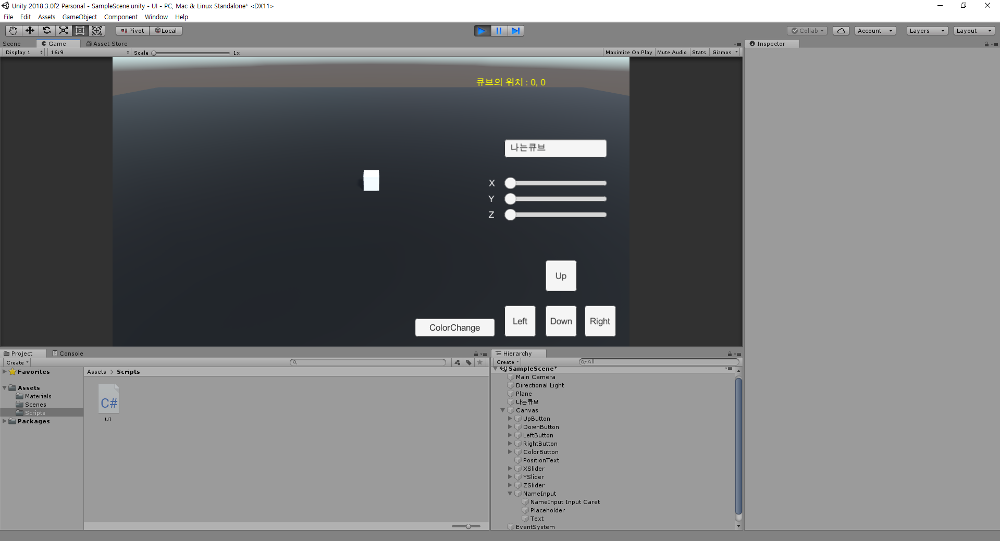 Unity 2018.3.0f2 Personal - SampleScene.unity - UI - PC, Mac & Linux Standalone* <DX11>
File Edit Assets GameObject Component Window Help
Pivot Local Collab Account Layers Layout
Scene Game Asset Store Inspector
Display 1 16:9 Scale 1x Maximize On Play Mute Audio Stats Gizmos
큐브의 위치 : 0, 0
나는큐브
X
Y
Z
Up
Left Down Right
ColorChange
Project Console
Create
Favorites
Assets
Materials
Scenes
Scripts
Packages
Assets > Scripts
C#
UI
Hierarchy
Create All
SampleScene*
Main Camera
Directional Light
Plane
나는큐브
Canvas
UpButton
DownButton
LeftButton
RightButton
ColorButton
PositionText
XSlider
YSlider
ZSlider
NameInput
NameInput Input Caret
Placeholder
Text
EventSystem